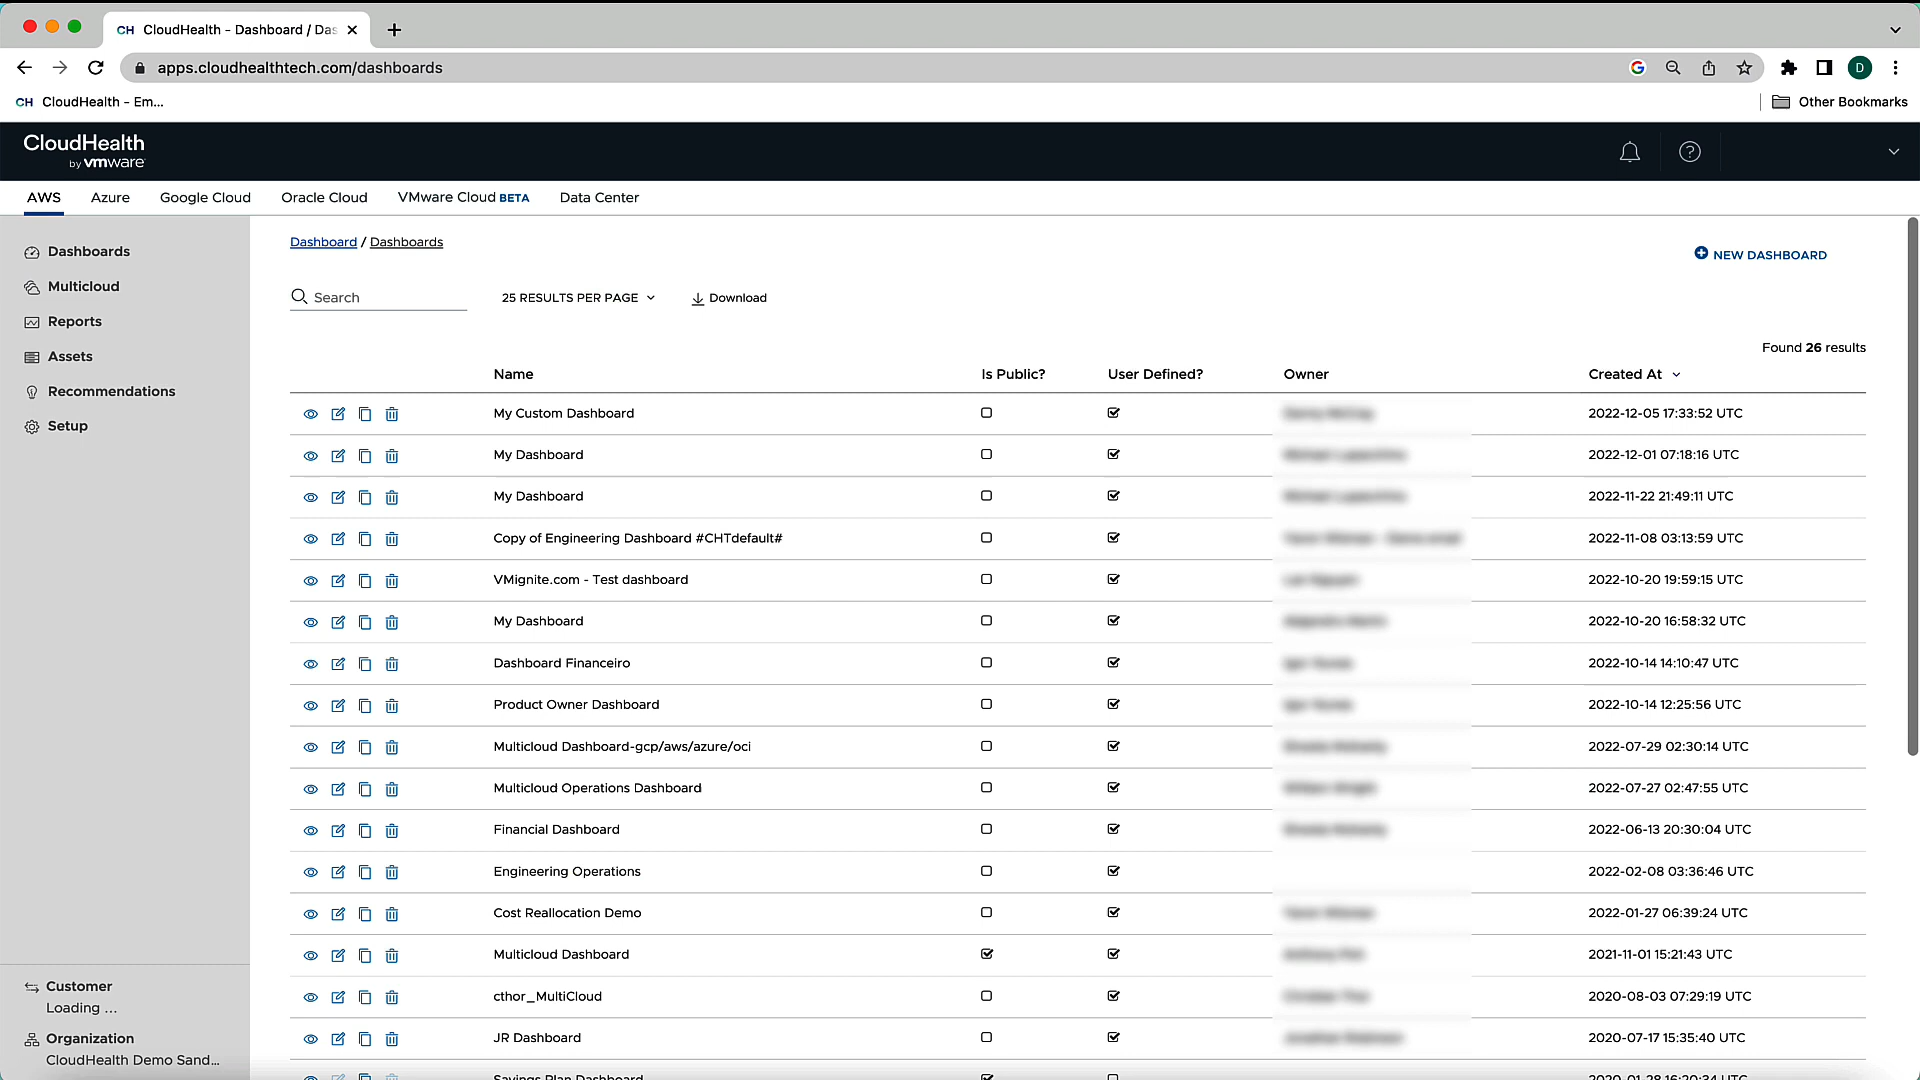 CH CloudHealth - Dashboard / Das
apps.cloudhealthtech.com/dashboards
D
CH CloudHealth - Em...
Other Bookmarks
CloudHealth
by vmware
AWS Azure Google Cloud Oracle Cloud VMware Cloud BETA Data Center
Dashboards
Multicloud
Reports
Assets
Recommendations
Setup
Customer
Loading ...
Organization
CloudHealth Demo Sand...
Dashboard / Dashboards
NEW DASHBOARD
Search 25 RESULTS PER PAGE Download
Found 26 results
Name Is Public? User Defined? Owner Created At
My Custom Dashboard 2022-12-05 17:33:52 UTC
My Dashboard 2022-12-01 07:18:16 UTC
My Dashboard 2022-11-22 21:49:11 UTC
Copy of Engineering Dashboard #CHTdefault# 2022-11-08 03:13:59 UTC
VMignite.com - Test dashboard 2022-10-20 19:59:15 UTC
My Dashboard 2022-10-20 16:58:32 UTC
Dashboard Financeiro 2022-10-14 14:10:47 UTC
Product Owner Dashboard 2022-10-14 12:25:56 UTC
Multicloud Dashboard-gcp/aws/azure/oci 2022-07-29 02:30:14 UTC
Multicloud Operations Dashboard 2022-07-27 02:47:55 UTC
Financial Dashboard 2022-06-13 20:30:04 UTC
Engineering Operations 2022-02-08 03:36:46 UTC
Cost Reallocation Demo 2022-01-27 06:39:24 UTC
Multicloud Dashboard 2021-11-01 15:21:43 UTC
cthor_MultiCloud 2020-08-03 07:29:19 UTC
JR Dashboard 2020-07-17 15:35:40 UTC
Savings Plan Dashboard 2020-01-28 16:20:34 UTC